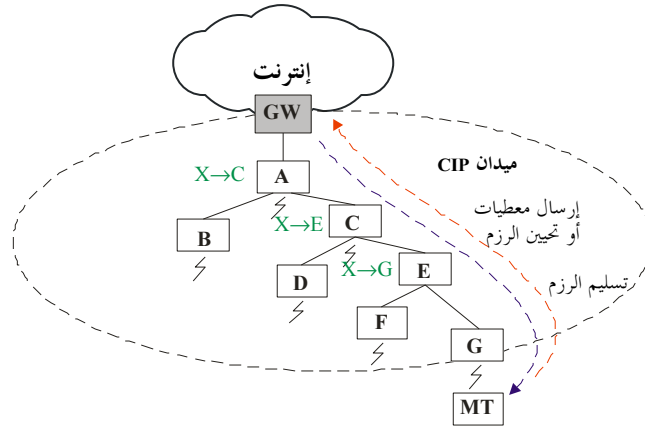 إنترنت
GW
ميدان CIP
X→C
A
إرسال معطيات
أو تحيين الرزم
X→E
C
B
X→G
E
D
تسليم الرزم
F
G
MT